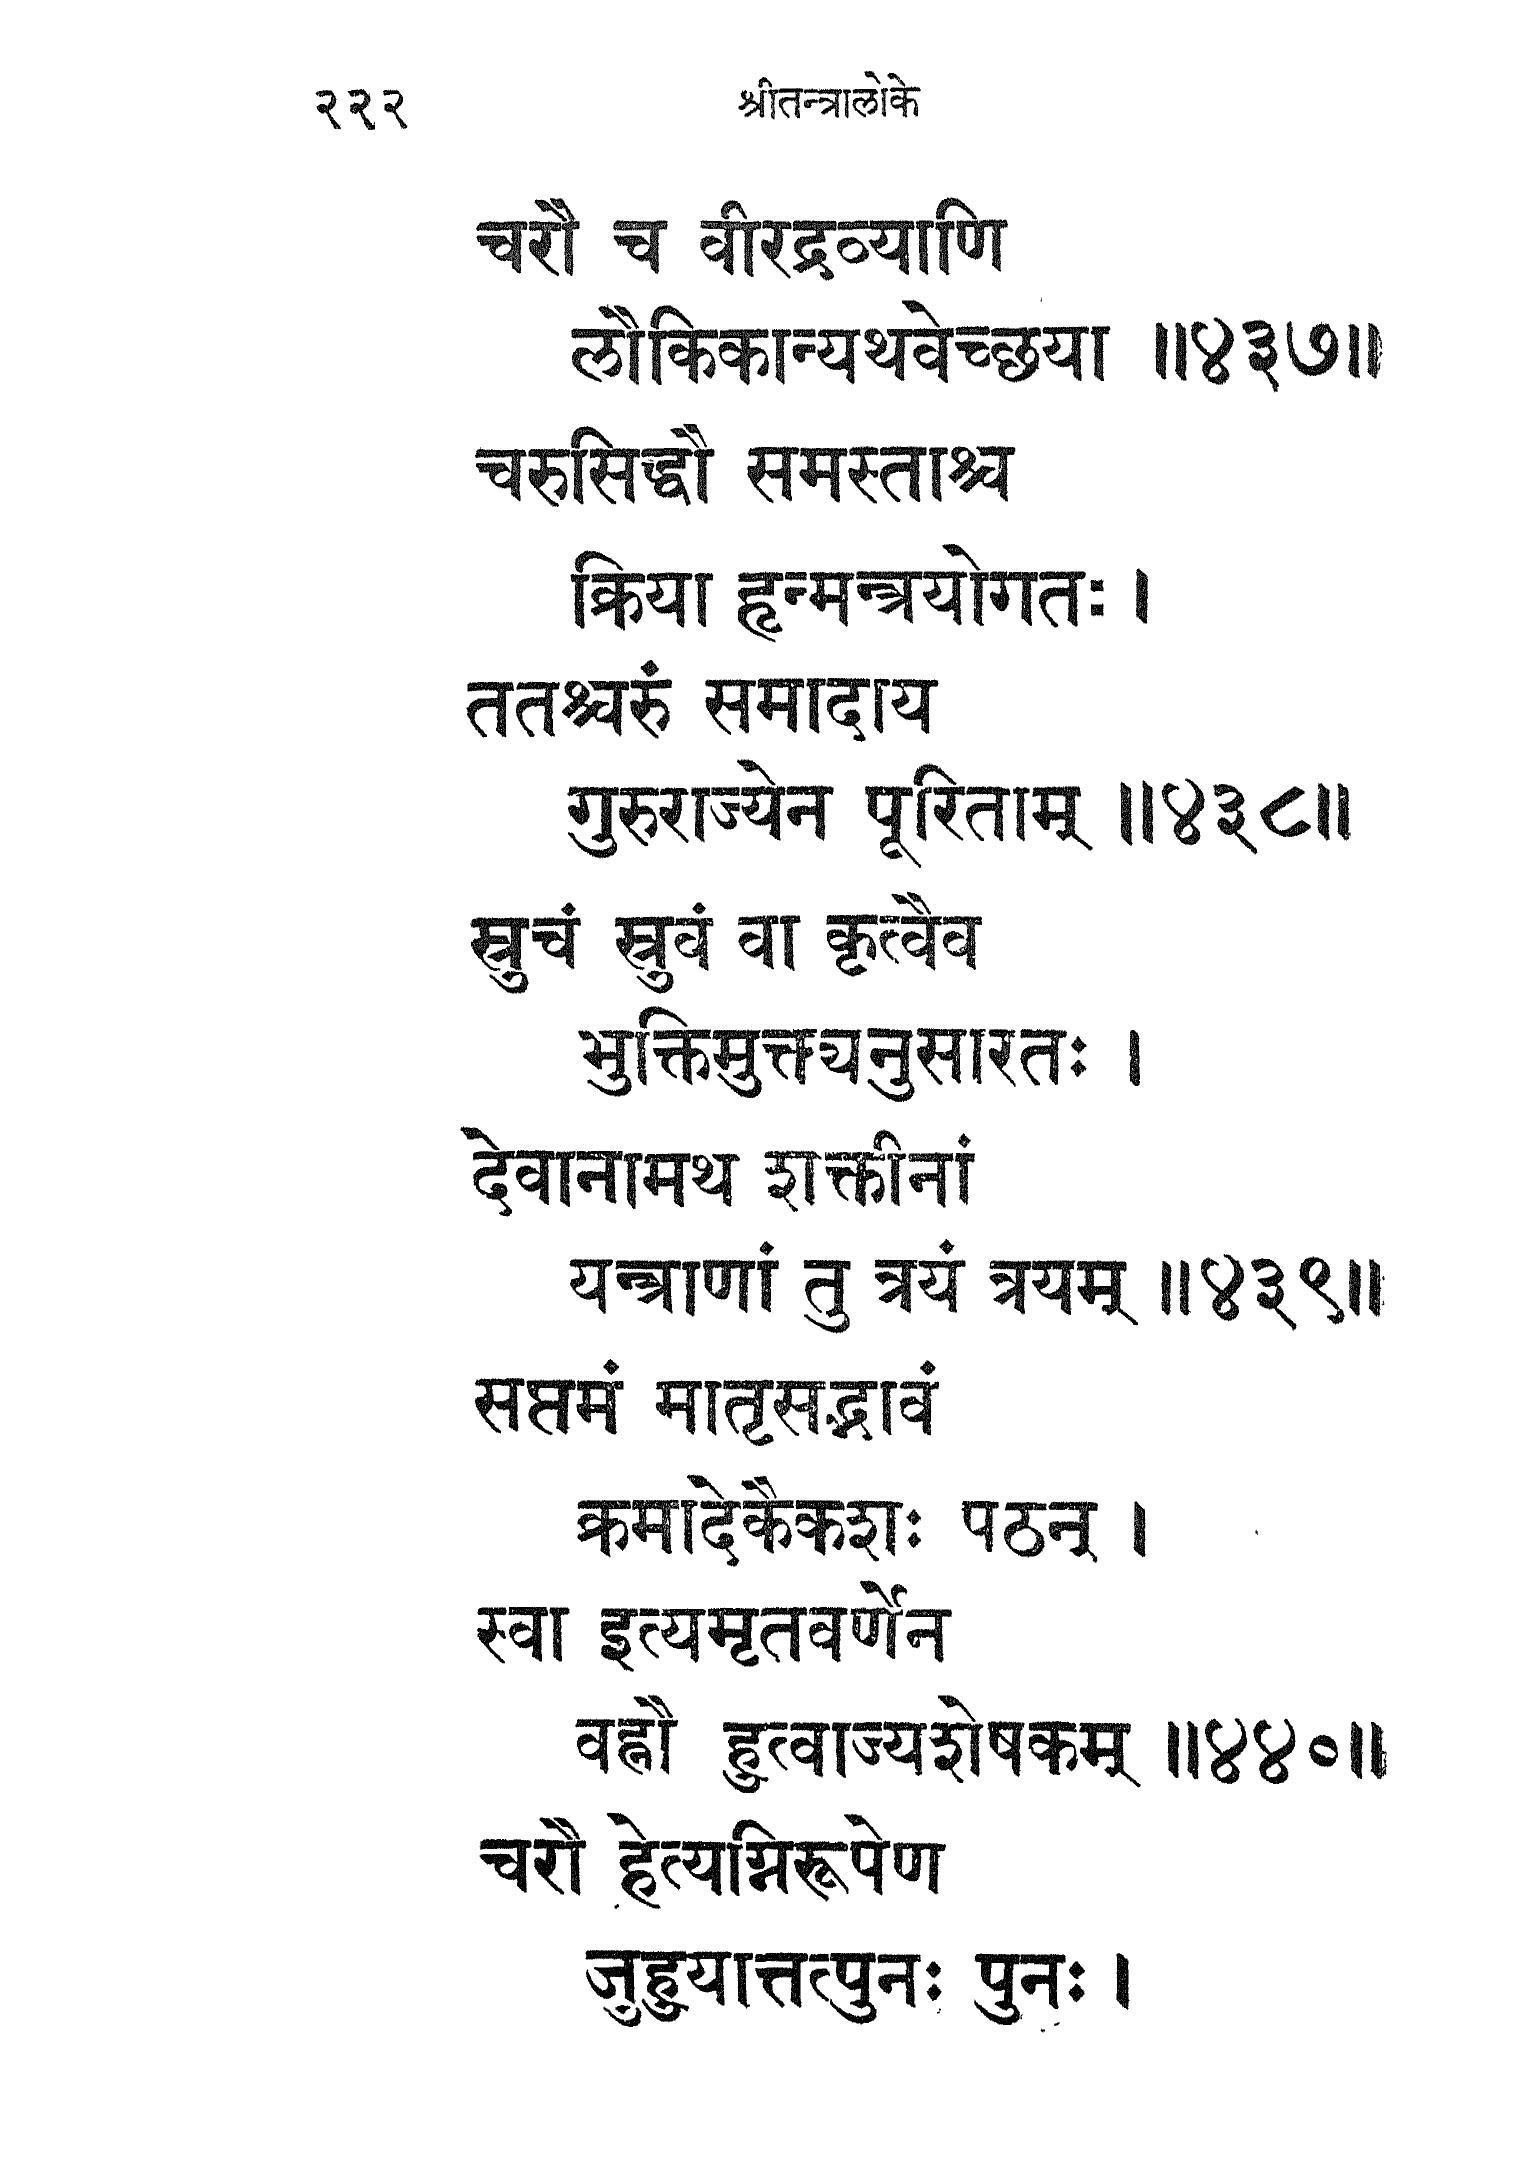 २२२ श्रीतन्त्रालोके
चरौ च वीरद्रव्याणि
लौकिकान्यथवेच्छया ॥४३७॥
चरुसिद्धौ समस्ताश्च
क्रिया हृन्मन्त्रयोगतः ।
ततश्चरुं समादाय
गुरुराज्येन पूरिताम् ॥४३८॥
स्रुचं स्रुवं वा कृत्वैव
भुक्तिमुक्त्यनुसारतः ।
देवानामथ शक्तीनां
यन्त्राणां तु त्रयं त्रयम् ॥४३९॥
सप्तमं मातृसद्भावं
क्रमादेकैकशः पठन् ।
स्वा इत्यमृतवर्णेन
वह्नौ हुत्वाज्यशेषकम् ॥४४०॥
चरौ हेत्यग्निरूपेण
जुहुयात्तत्पुनः पुनः ।